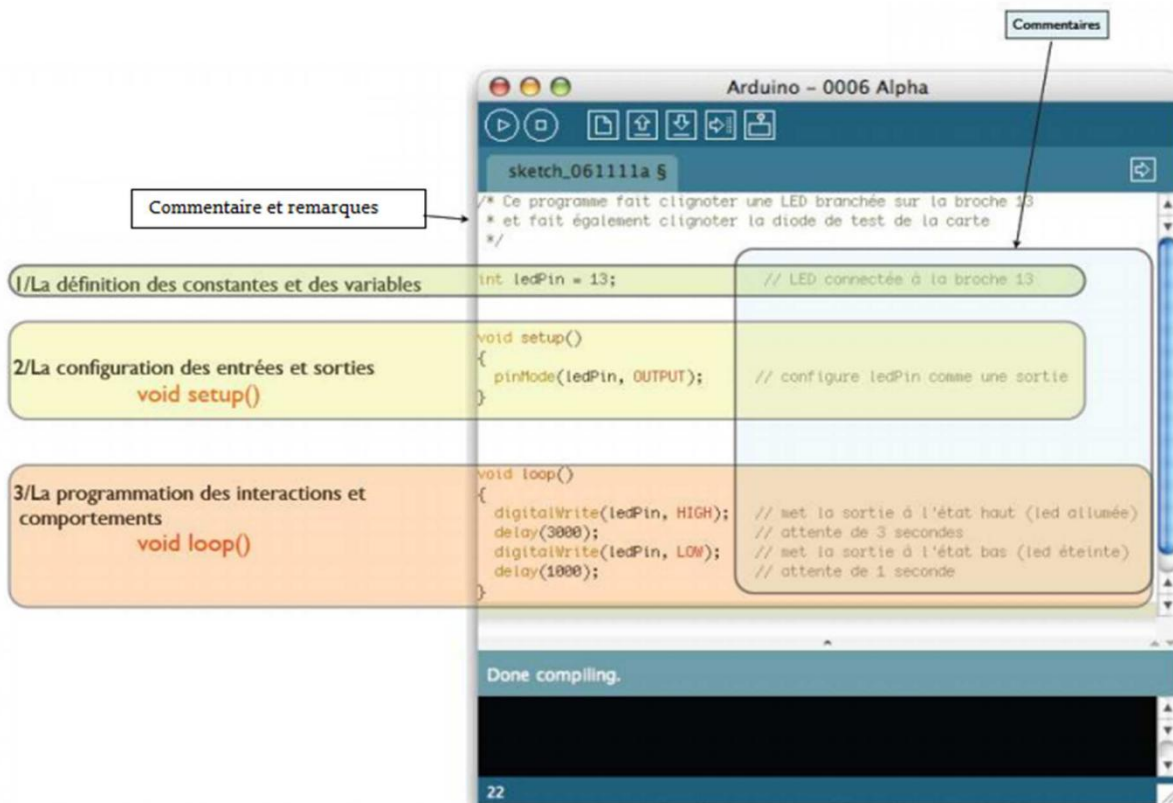 Commentaires
Arduino – 0006 Alpha
sketch_061111a §
Commentaire et remarques
/* Ce programme fait clignoter une LED branchée sur la broche 13
* et fait également clignoter la diode de test de la carte
*/
1/La définition des constantes et des variables
int ledPin = 13; // LED connectée à la broche 13
void setup()
{
2/La configuration des entrées et sorties
void setup()
pinMode(ledPin, OUTPUT); // configure ledPin comme une sortie
}
void loop()
{
3/La programmation des interactions et
comportements
void loop()
digitalWrite(ledPin, HIGH); // met la sortie à l'état haut (led allumée)
delay(3000); // attente de 3 secondes
digitalWrite(ledPin, LOW); // met la sortie à l'état bas (led éteinte)
delay(1000); // attente de 1 seconde
}
Done compiling.
22